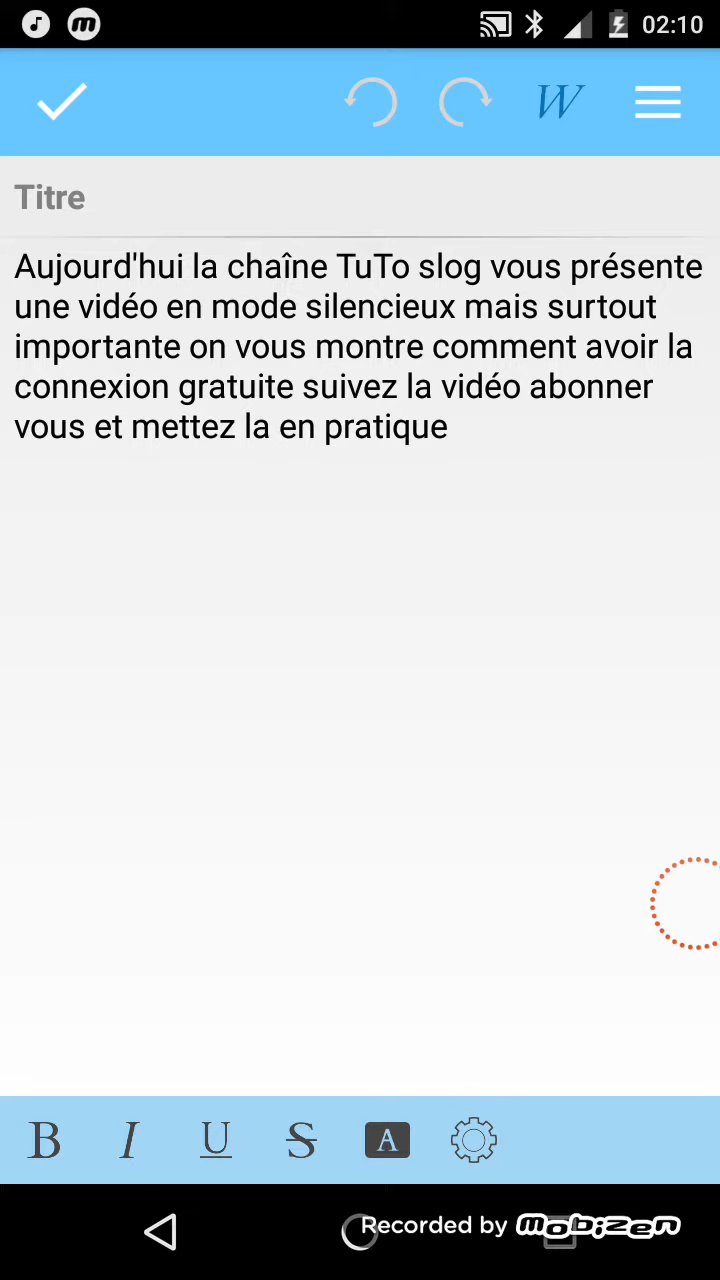 02:10
W
Titre
Aujourd'hui la chaîne TuTo slog vous présente
une vidéo en mode silencieux mais surtout
importante on vous montre comment avoir la
connexion gratuite suivez la vidéo abonner
vous et mettez la en pratique
B I U S A
Recorded by mobizen